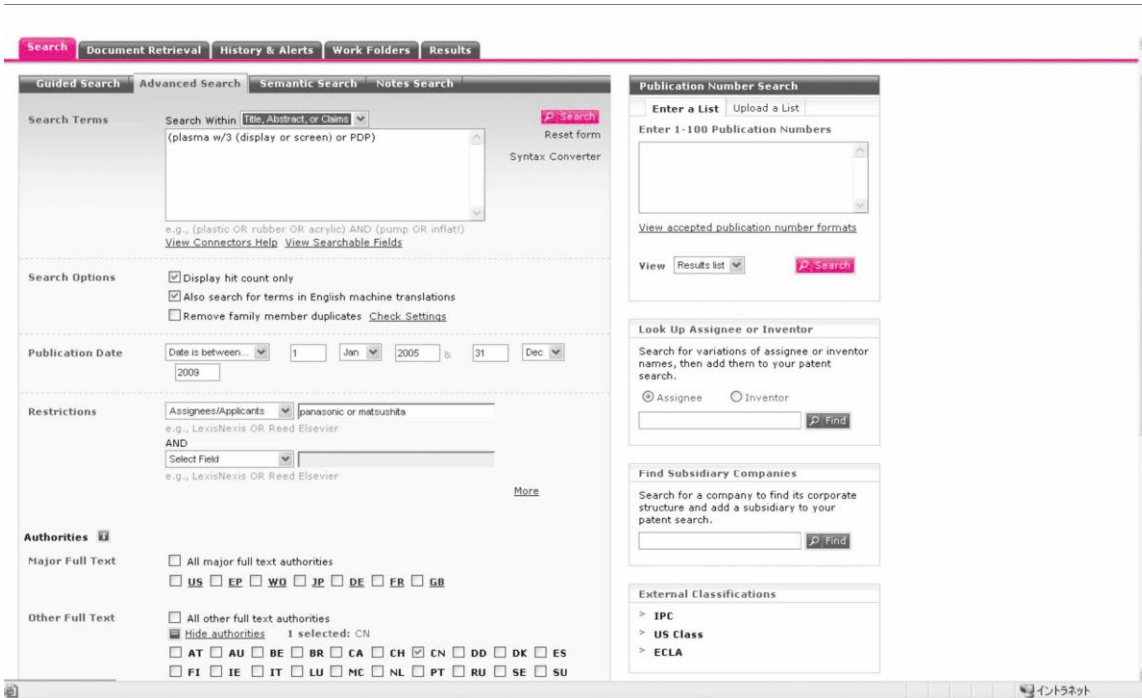 Search Document Retrieval History & Alerts Work Folders Results
Guided Search Advanced Search Semantic Search Notes Search
Search Terms
Search Within Title, Abstract, or Claims
Search
(plasma w/3 (display or screen) or PDP)
Reset form
Syntax Converter
e.g., (plastic OR rubber OR acrylic) AND (pump OR inflat!)
View Connectors Help View Searchable Fields
Search Options
Display hit count only
Also search for terms in English machine translations
Remove family member duplicates Check Settings
Publication Date
Date is between... 1 Jan 2005 & 31 Dec
2009
Restrictions
Assignees/Applicants panasonic or matsushita
e.g., LexisNexis OR Reed Elsevier
AND
Select Field
e.g., LexisNexis OR Reed Elsevier
More
Authorities
Major Full Text
All major full text authorities
US EP WO JP DE FR GB
Other Full Text
All other full text authorities
Hide authorities 1 selected: CN
AT AU BE BR CA CH CN DD DK ES
FI IE IT LU MC NL PT RU SE SU
Publication Number Search
Enter a List Upload a List
Enter 1-100 Publication Numbers
View accepted publication number formats
View Results list Search
Look Up Assignee or Inventor
Search for variations of assignee or inventor
names, then add them to your patent
search.
Assignee Inventor
Find
Find Subsidiary Companies
Search for a company to find its corporate
structure and add a subsidiary to your
patent search.
Find
External Classifications
> IPC
> US Class
> ECLA
イントラネット